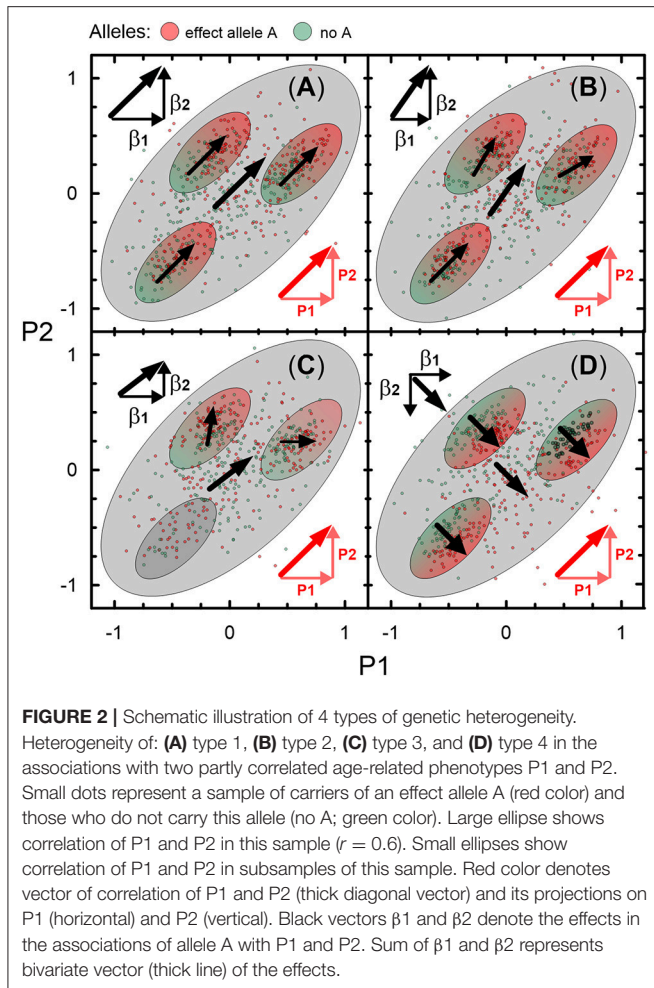 Alleles: effect allele A no A
(A) (B)
β1 β2 β1 β2
P1 P2 P1 P2
1
0
-1
P2
(C) (D)
β1 β2 β1 β2
P1 P2 P1 P2
1
0
-1
-1 0 1 -1 0 1
P1
FIGURE 2 | Schematic illustration of 4 types of genetic heterogeneity.
Heterogeneity of: (A) type 1, (B) type 2, (C) type 3, and (D) type 4 in the
associations with two partly correlated age-related phenotypes P1 and P2.
Small dots represent a sample of carriers of an effect allele A (red color) and
those who do not carry this allele (no A; green color). Large ellipse shows
correlation of P1 and P2 in this sample (r = 0.6). Small ellipses show
correlation of P1 and P2 in subsamples of this sample. Red color denotes
vector of correlation of P1 and P2 (thick diagonal vector) and its projections on
P1 (horizontal) and P2 (vertical). Black vectors β1 and β2 denote the effects in
the associations of allele A with P1 and P2. Sum of β1 and β2 represents
bivariate vector (thick line) of the effects.